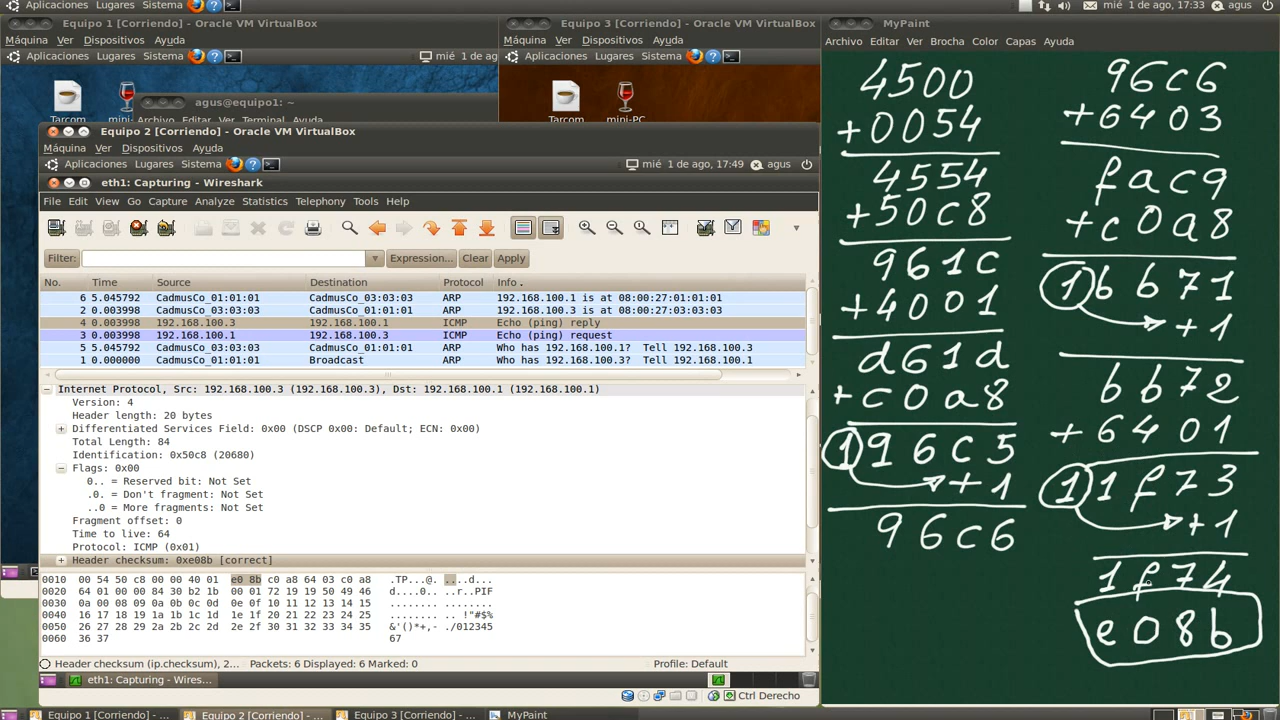 Aplicaciones Lugares Sistema mié 1 de ago, 17:33 agus
Equipo 1 [Corriendo] - Oracle VM VirtualBox
Máquina Ver Dispositivos Ayuda
Aplicaciones Lugares Sistema mié 1 de ag
Tarcom mini-
agus@equipo1: ~
Archivo Editar Ver Terminal Ayuda
Equipo 3 [Corriendo] - Oracle VM VirtualBox
Máquina Ver Dispositivos Ayuda
Aplicaciones Lugares Sistema mié 1 de ago
Tarcom mini-PC
Equipo 2 [Corriendo] - Oracle VM VirtualBox
Máquina Ver Dispositivos Ayuda
Aplicaciones Lugares Sistema mié 1 de ago, 17:49 agus
eth1: Capturing - Wireshark
File Edit View Go Capture Analyze Statistics Telephony Tools Help
Filter: Expression... Clear Apply
No. Time Source Destination Protocol Info .
6 5.045792 CadmusCo_01:01:01 CadmusCo_03:03:03 ARP 192.168.100.1 is at 08:00:27:01:01:01
2 0.003998 CadmusCo_03:03:03 CadmusCo_01:01:01 ARP 192.168.100.3 is at 08:00:27:03:03:03
4 0.003998 192.168.100.3 192.168.100.1 ICMP Echo (ping) reply
3 0.003998 192.168.100.1 192.168.100.3 ICMP Echo (ping) request
5 5.045792 CadmusCo_03:03:03 CadmusCo_01:01:01 ARP Who has 192.168.100.1? Tell 192.168.100.3
1 0.000000 CadmusCo_01:01:01 Broadcast ARP Who has 192.168.100.3? Tell 192.168.100.1
Internet Protocol, Src: 192.168.100.3 (192.168.100.3), Dst: 192.168.100.1 (192.168.100.1)
Version: 4
Header length: 20 bytes
Differentiated Services Field: 0x00 (DSCP 0x00: Default; ECN: 0x00)
Total Length: 84
Identification: 0x50c8 (20680)
Flags: 0x00
0.. = Reserved bit: Not Set
.0. = Don't fragment: Not Set
..0 = More fragments: Not Set
Fragment offset: 0
Time to live: 64
Protocol: ICMP (0x01)
Header checksum: 0xe08b [correct]
0010 00 54 50 c8 00 00 40 01 e0 8b c0 a8 64 03 c0 a8 .TP...@. ....d...
0020 64 01 00 00 84 30 b2 1b 00 01 72 19 19 50 49 46 d....0.. ..r..PIF
0030 0a 00 08 09 0a 0b 0c 0d 0e 0f 10 11 12 13 14 15 ........ ........
0040 16 17 18 19 1a 1b 1c 1d 1e 1f 20 21 22 23 24 25 ........ .. !"#$%
0050 26 27 28 29 2a 2b 2c 2d 2e 2f 30 31 32 33 34 35 &'()*+,- ./012345
0060 36 37 67
Header checksum (ip.checksum), 2... Packets: 6 Displayed: 6 Marked: 0 Profile: Default
eth1: Capturing - Wires...
Ctrl Derecho
MyPaint
Archivo Editar Ver Brocha Color Capas Ayuda
4500
+0054
4554
+50c8
961c
+4001
d61d
+c0a8
196c5
+1
96c6
96c6
+6403
fac9
+c0a8
1bb71
+1
bb72
+6401
11f73
+1
1f74
e08b
Equipo 1 [Corriendo] - ... Equipo 2 [Corriendo] - ... Equipo 3 [Corriendo] - ... MyPaint